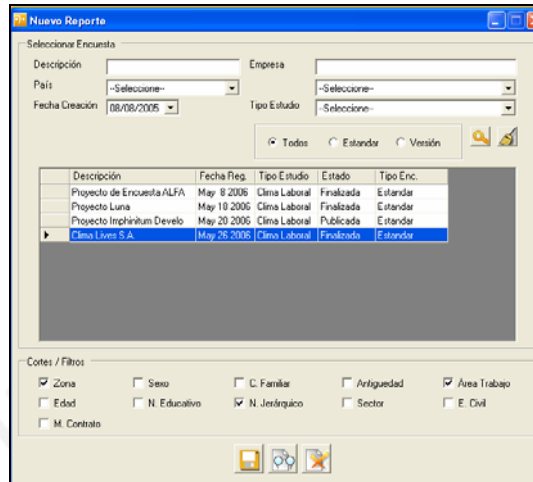 Nuevo Reporte
Seleccionar Encuesta
Descripción Empresa
País --Seleccione-- --Seleccione--
Fecha Creación 08/08/2005 Tipo Estudio --Seleccione--
Todos Estandar Versión
Descripción Fecha Reg. Tipo Estudio Estado Tipo Enc.
Proyecto de Encuesta ALFA May 8 2006 Clima Laboral Finalizada Estandar
Proyecto Luna May 18 2006 Clima Laboral Finalizada Estandar
Proyecto Imphinitum Develo May 20 2006 Clima Laboral Publicada Estandar
Clima Lives S.A. May 26 2006 Clima Laboral Finalizada Estandar
Cortes / Filtros
Zona Sexo C. Familiar Antiguedad Area Trabajo
Edad N. Educativo N. Jerárquico Sector E. Civil
M. Contrato